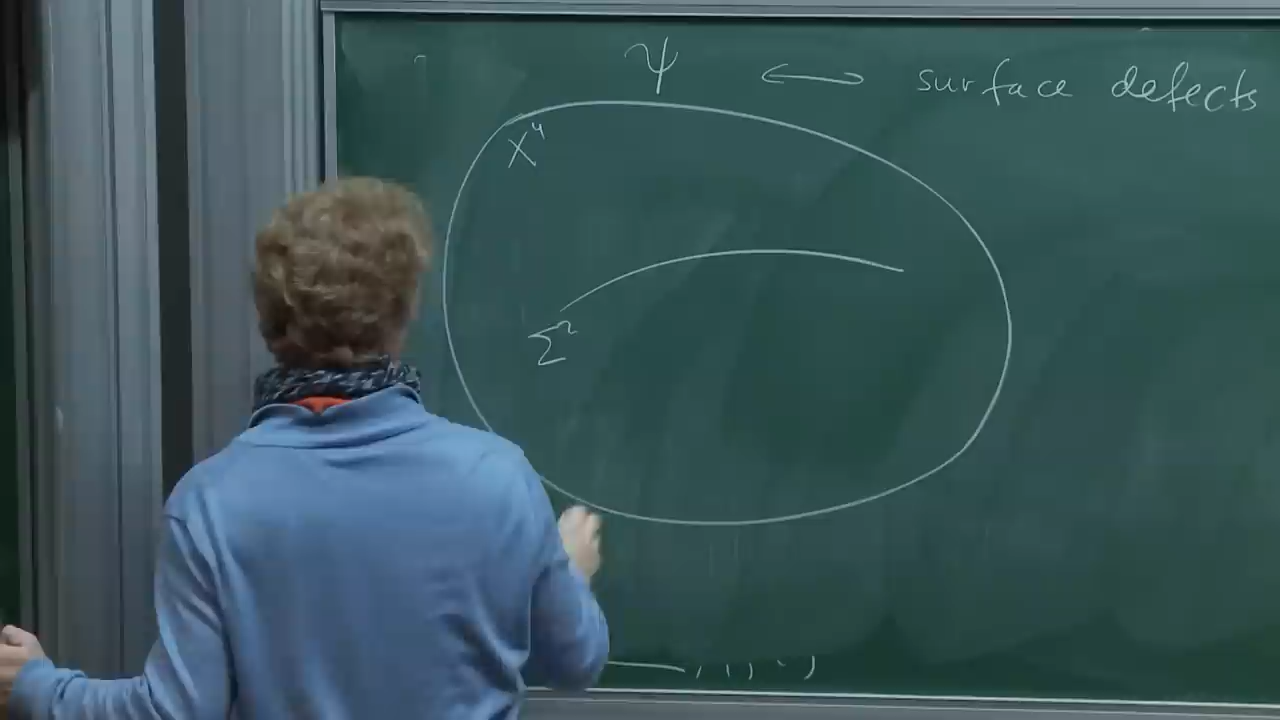 Ψ ⟷ surface defects
X⁴
Σ²